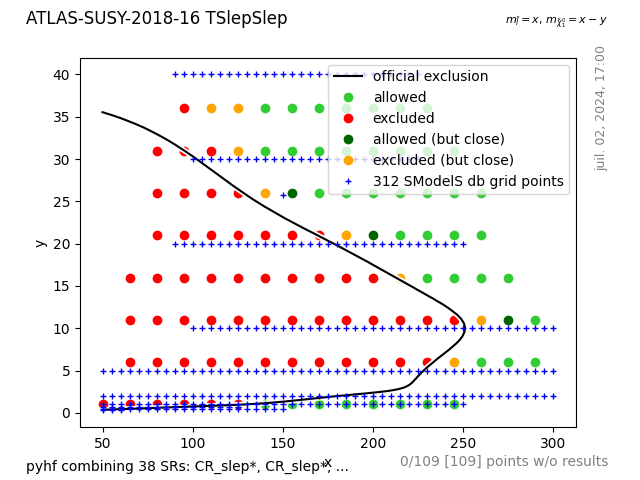 ATLAS-SUSY-2018-16 TSlepSlep
m_l̃ = x, m_χ̃₁⁰ = x − y
juil. 02, 2024, 17:00
official exclusion
allowed
excluded
allowed (but close)
excluded (but close)
312 SModelS db grid points
y
40
35
30
25
20
15
10
5
0
50
100
150
200
250
300
x
pyhf combining 38 SRs: CR_slep*, CR_slep*, ...
0/109 [109] points w/o results